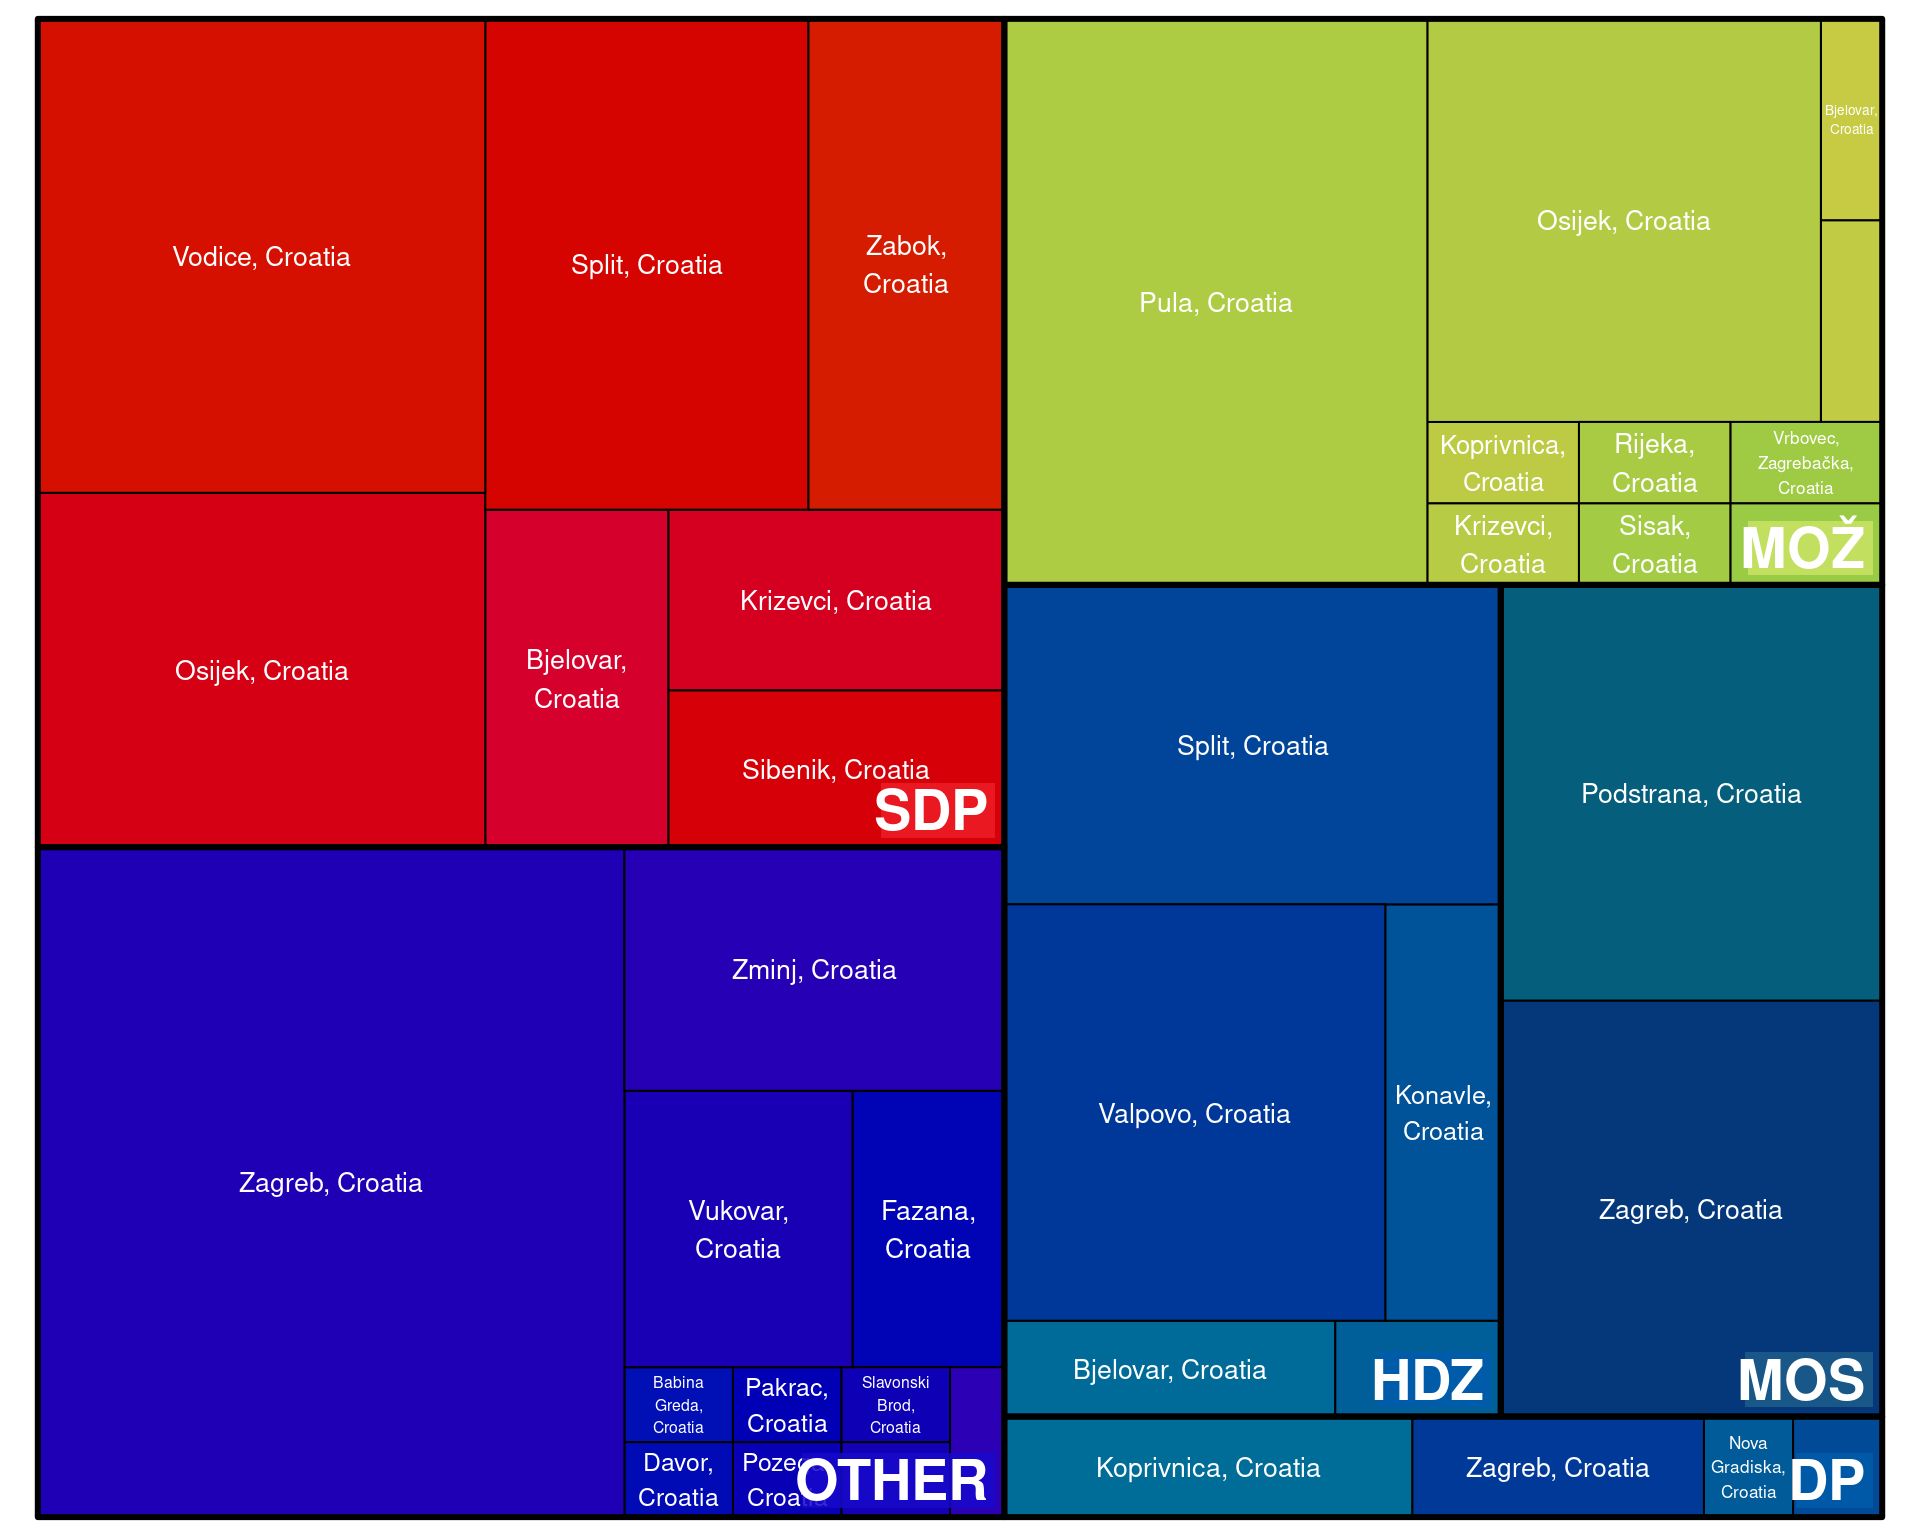 Vodice, Croatia
Split, Croatia
Zabok,
Croatia
Osijek, Croatia
Bjelovar,
Croatia
Krizevci, Croatia
Sibenik, Croatia
SDP
Pula, Croatia
Osijek, Croatia
Bjelovar,
Croatia
Koprivnica,
Croatia
Rijeka,
Croatia
Vrbovec,
Zagrebačka,
Croatia
Krizevci,
Croatia
Sisak,
Croatia
MOŽ
Zagreb, Croatia
Zminj, Croatia
Vukovar,
Croatia
Fazana,
Croatia
Babina
Greda,
Croatia
Pakrac,
Croatia
Slavonski
Brod,
Croatia
Davor,
Croatia
Croatia
OTHER
Split, Croatia
Valpovo, Croatia
Konavle,
Croatia
Bjelovar, Croatia
HDZ
Podstrana, Croatia
Zagreb, Croatia
MOS
Koprivnica, Croatia
Zagreb, Croatia
Nova
Gradiska,
Croatia
DP